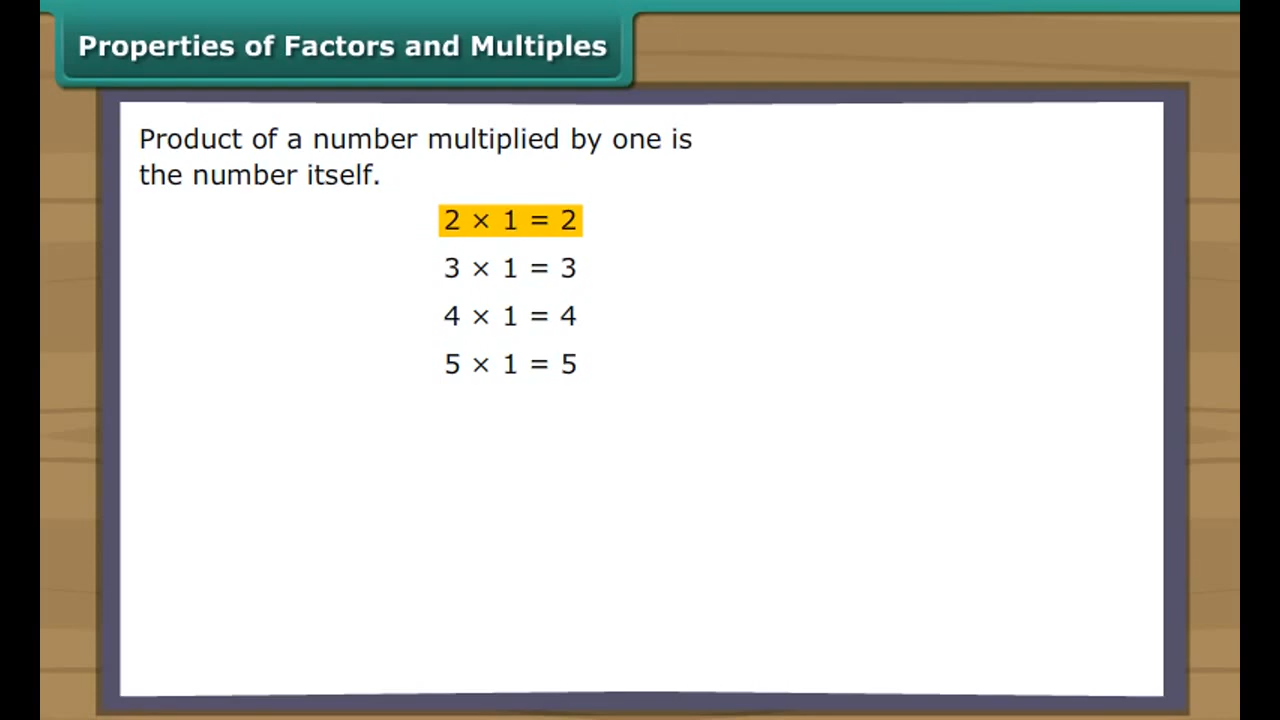 Properties of Factors and Multiples
Product of a number multiplied by one is
the number itself.
2 × 1 = 2
3 × 1 = 3
4 × 1 = 4
5 × 1 = 5